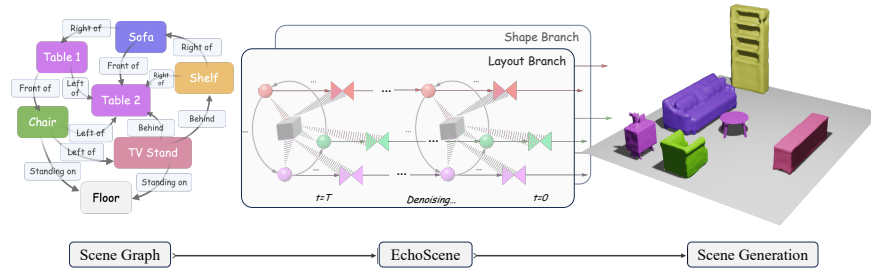 Right of
Sofa
Right of
Table 1
Front of
Right
of
Shelf
Front of
Left
of
Table 2
Behind
Behind
Chair
Left of
Left of
TV Stand
Standing on
Standing on
Floor
Shape Branch
Layout Branch
...
...
...
...
...
...
...
...
...
t=T
Denoising...
t=0
Scene Graph
EchoScene
Scene Generation